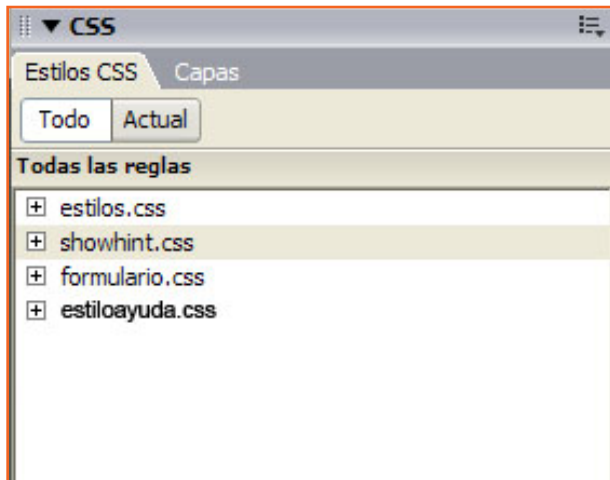 CSS
Estilos CSS Capas
Todo Actual
Todas las reglas
estilos.css
showhint.css
formulario.css
estiloayuda.css